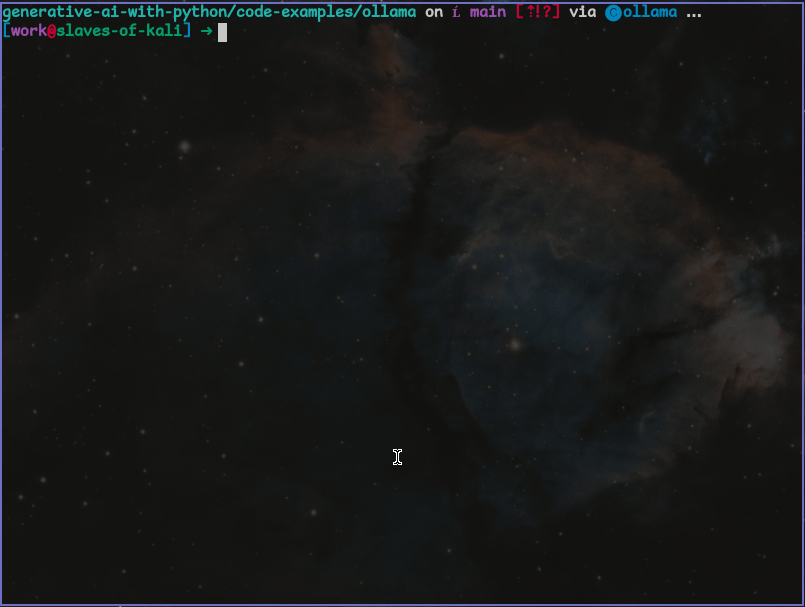 generative-ai-with-python/code-examples/ollama on main [⇡!?] via ©ollama ...
[work@slaves-of-kali] →